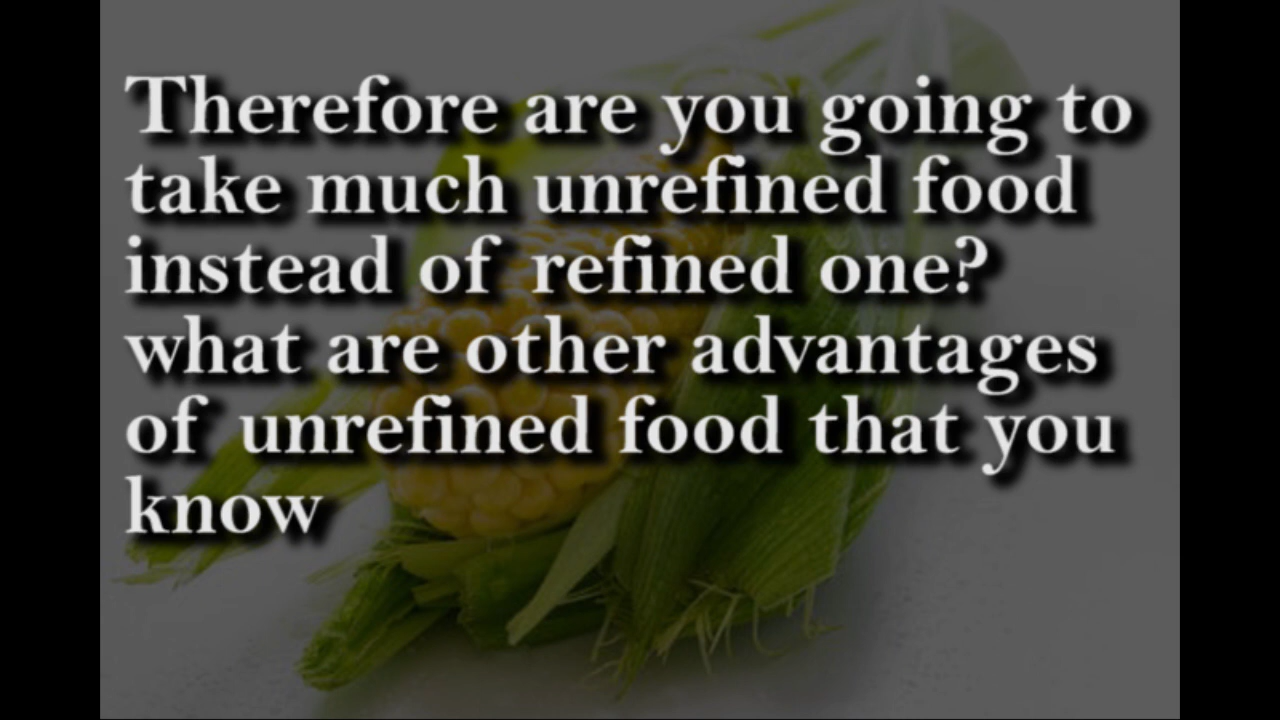 Therefore are you going to
take much unrefined food
instead of refined one?
what are other advantages
of unrefined food that you
know